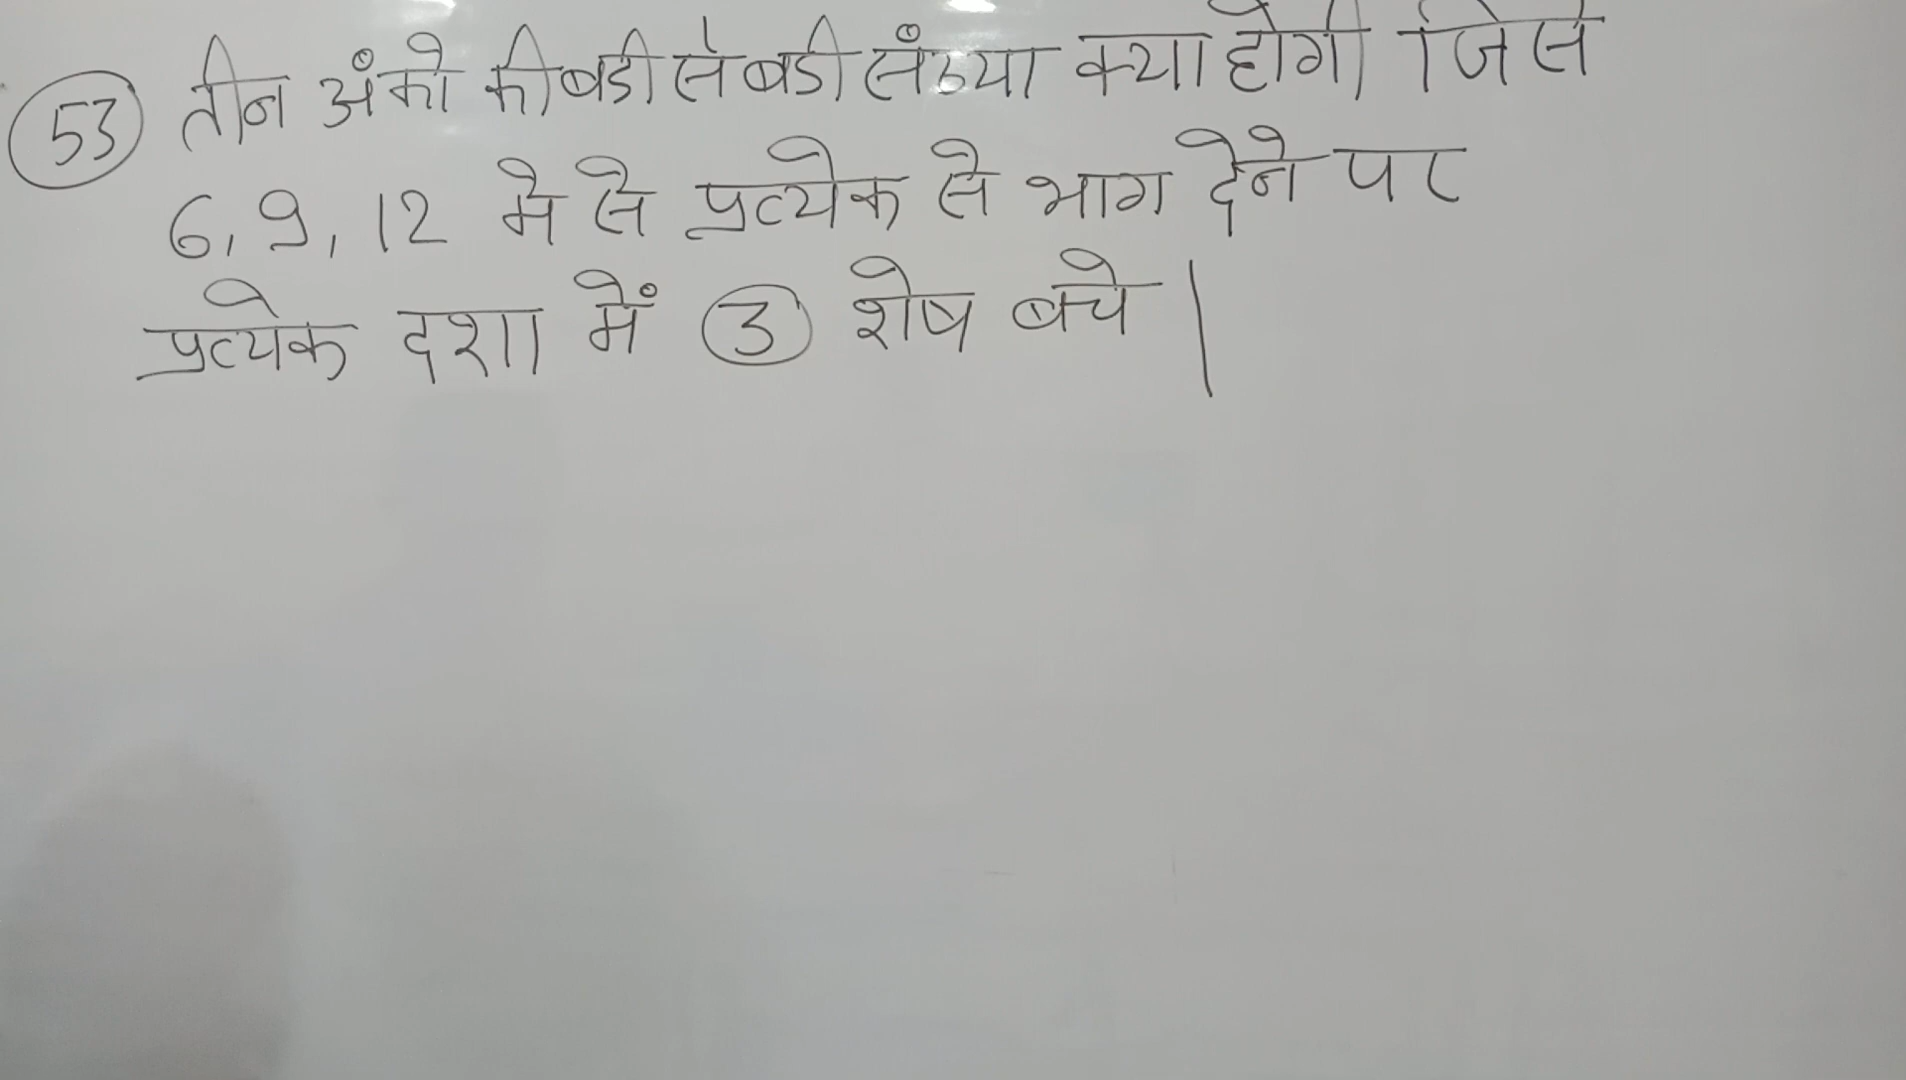 53 तीन अंको की बडी से बडी संख्या क्या होगी जिसे
6, 9, 12 मे से प्रत्येक से भाग देने पर
प्रत्येक दशा में 3 शेष बचे |